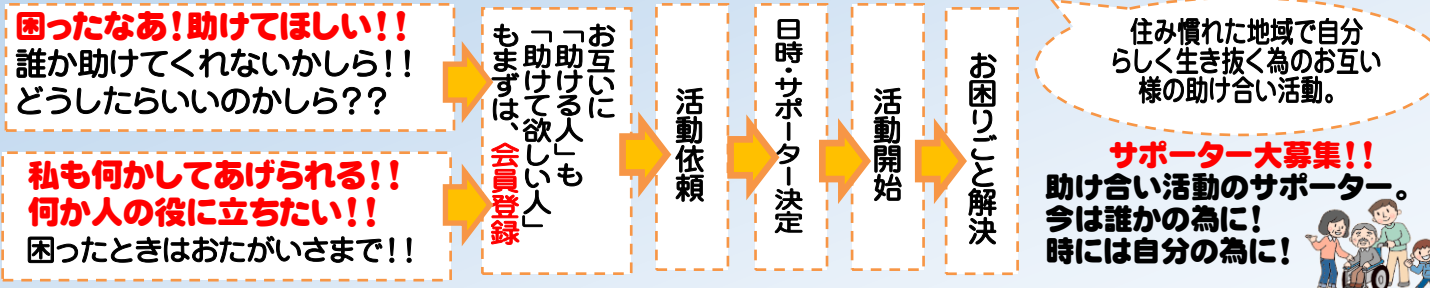 困ったなあ！助けてほしい！！
誰か助けてくれないかしら！！
どうしたらいいのかしら？？
私も何かしてあげられる！！
何か人の役に立ちたい！！
困ったときはおたがいさまで！！
お互いに
「助ける人」も
「助けて欲しい人」
もまずは、会員登録
活動依頼
日時・サポーター決定
活動開始
お困りごと解決
住み慣れた地域で自分
らしく生き抜く為のお互い
様の助け合い活動。
サポーター大募集！！
助け合い活動のサポーター。
今は誰かの為に！
時には自分の為に！